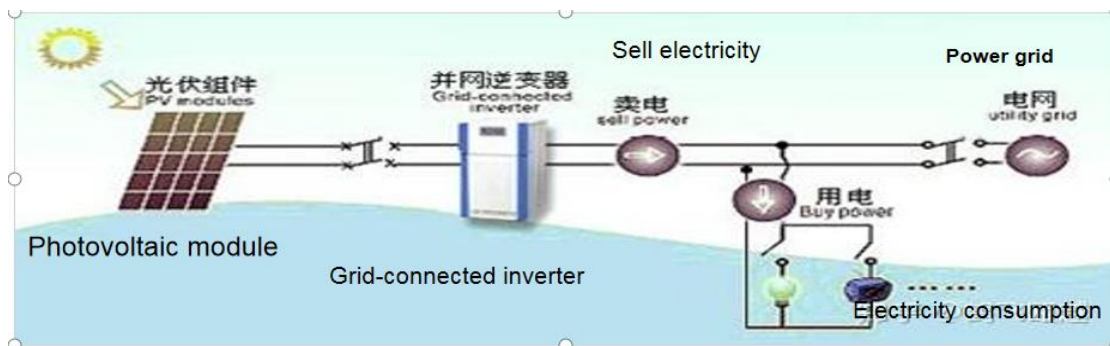 Sell electricity
Power grid
光伏组件
PV modules
并网逆变器
Grid-connected
inverter
卖电
sell power
电网
utility grid
用电
Buy power
Photovoltaic module
Grid-connected inverter
Electricity consumption